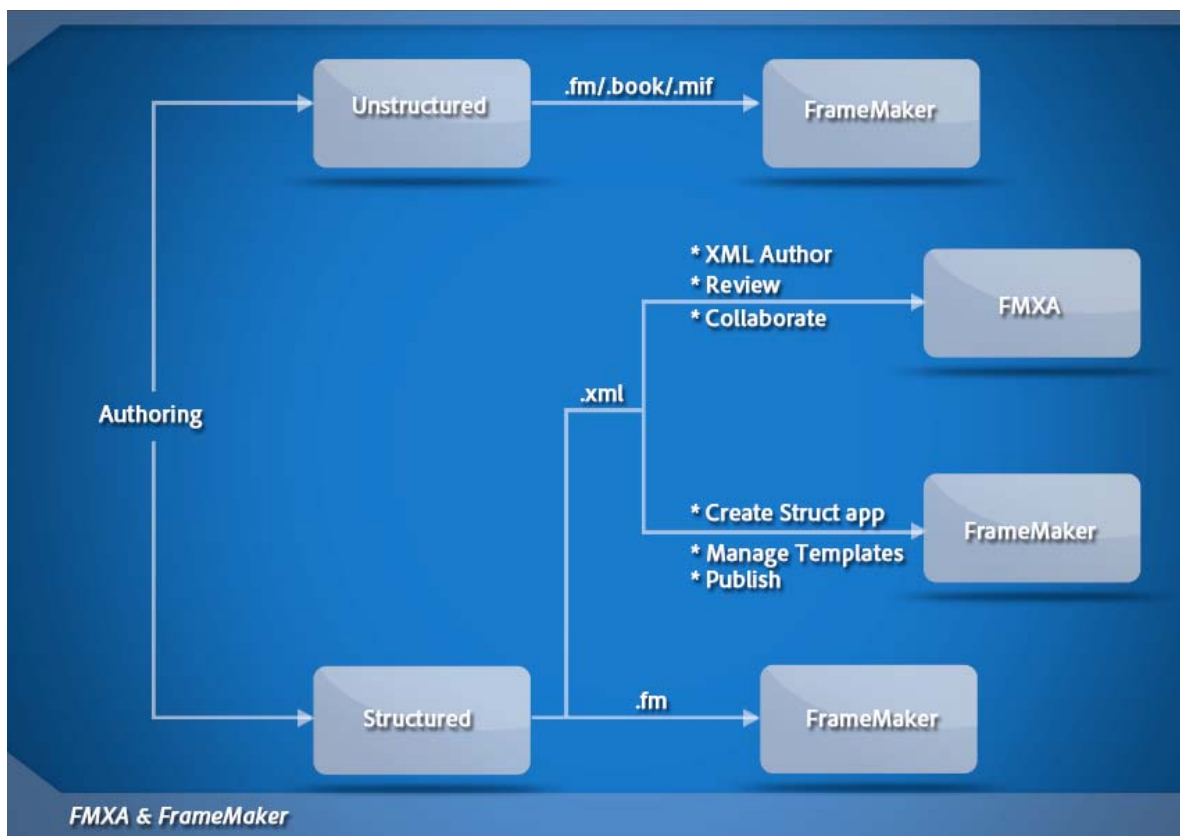 Unstructured
.fm/.book/.mif
FrameMaker
* XML Author
* Review
* Collaborate
FMXA
.xml
Authoring
* Create Struct app
* Manage Templates
* Publish
FrameMaker
Structured
.fm
FrameMaker
FMXA & FrameMaker